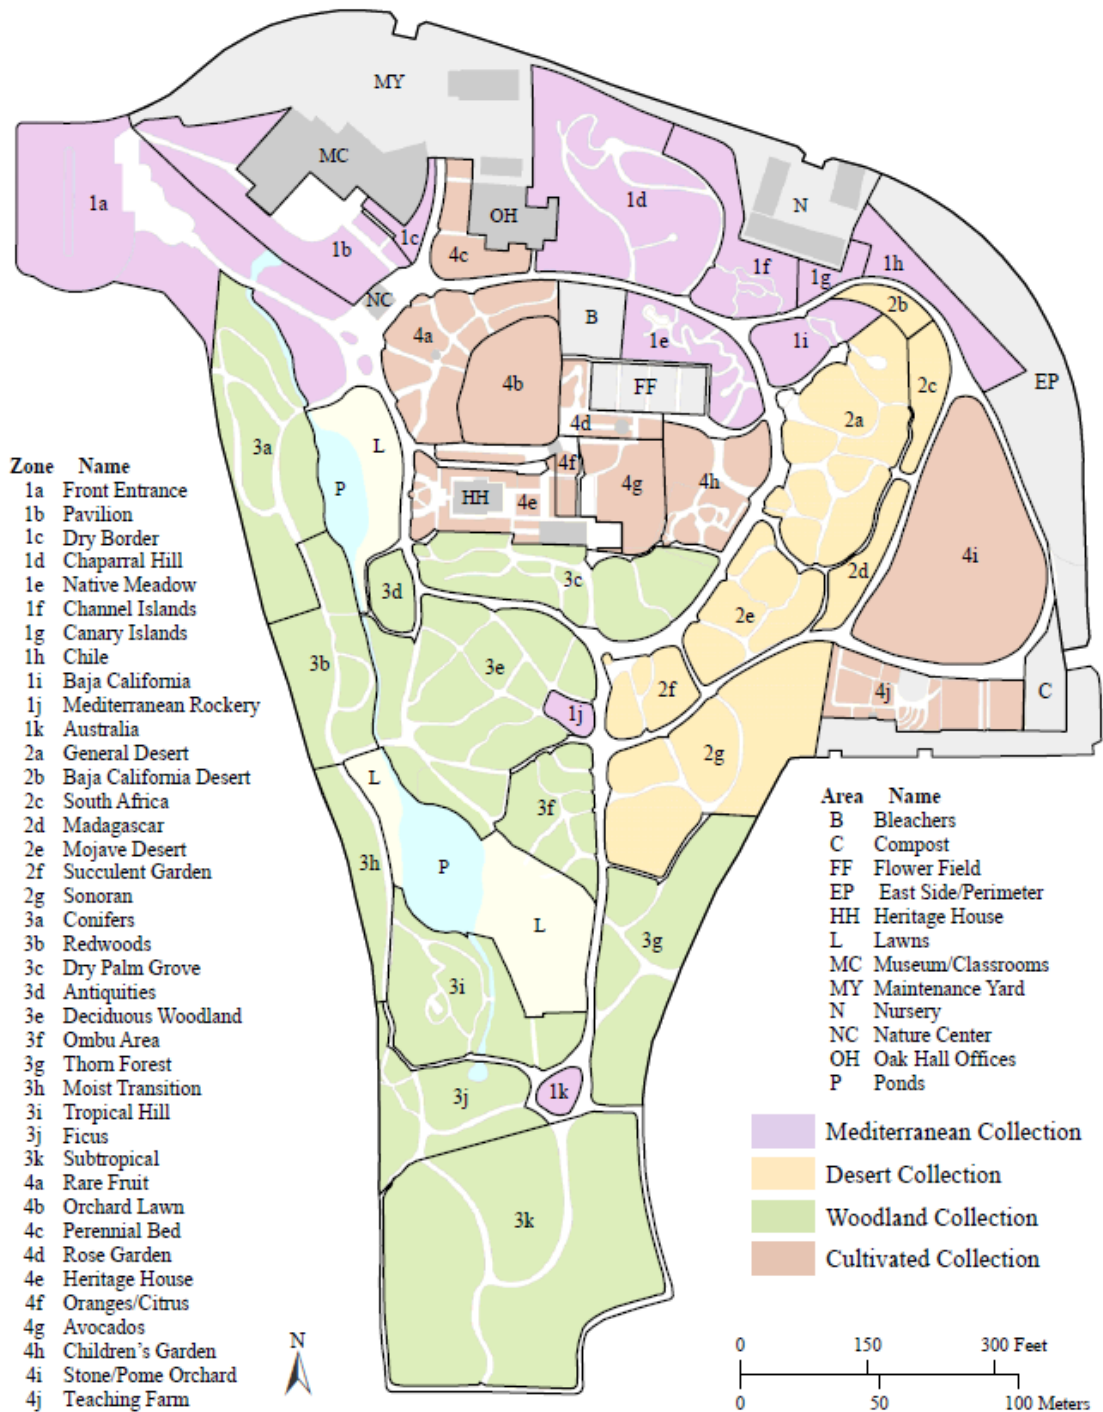 MY
MC
1a
1b
1c
OH
4c
1d
N
1f
1g
1h
NC
2b
4a
B
1e
1i
4b
FF
2c
EP
2a
4d
3a
L
4f
P
HH
4e
4g
4h
4i
3c
3d
2d
2e
3b
3e
2f
4j
C
1j
2g
L
3f
3h
P
L
3g
3i
3j
1k
3k
Zone Name
1a Front Entrance
1b Pavilion
1c Dry Border
1d Chaparral Hill
1e Native Meadow
1f Channel Islands
1g Canary Islands
1h Chile
1i Baja California
1j Mediterranean Rockery
1k Australia
2a General Desert
2b Baja California Desert
2c South Africa
2d Madagascar
2e Mojave Desert
2f Succulent Garden
2g Sonoran
3a Conifers
3b Redwoods
3c Dry Palm Grove
3d Antiquities
3e Deciduous Woodland
3f Ombu Area
3g Thorn Forest
3h Moist Transition
3i Tropical Hill
3j Ficus
3k Subtropical
4a Rare Fruit
4b Orchard Lawn
4c Perennial Bed
4d Rose Garden
4e Heritage House
4f Oranges/Citrus
4g Avocados
4h Children's Garden
4i Stone/Pome Orchard
4j Teaching Farm
Area Name
B Bleachers
C Compost
FF Flower Field
EP East Side/Perimeter
HH Heritage House
L Lawns
MC Museum/Classrooms
MY Maintenance Yard
N Nursery
NC Nature Center
OH Oak Hall Offices
P Ponds
Mediterranean Collection
Desert Collection
Woodland Collection
Cultivated Collection
N
0 150 300 Feet
0 50 100 Meters